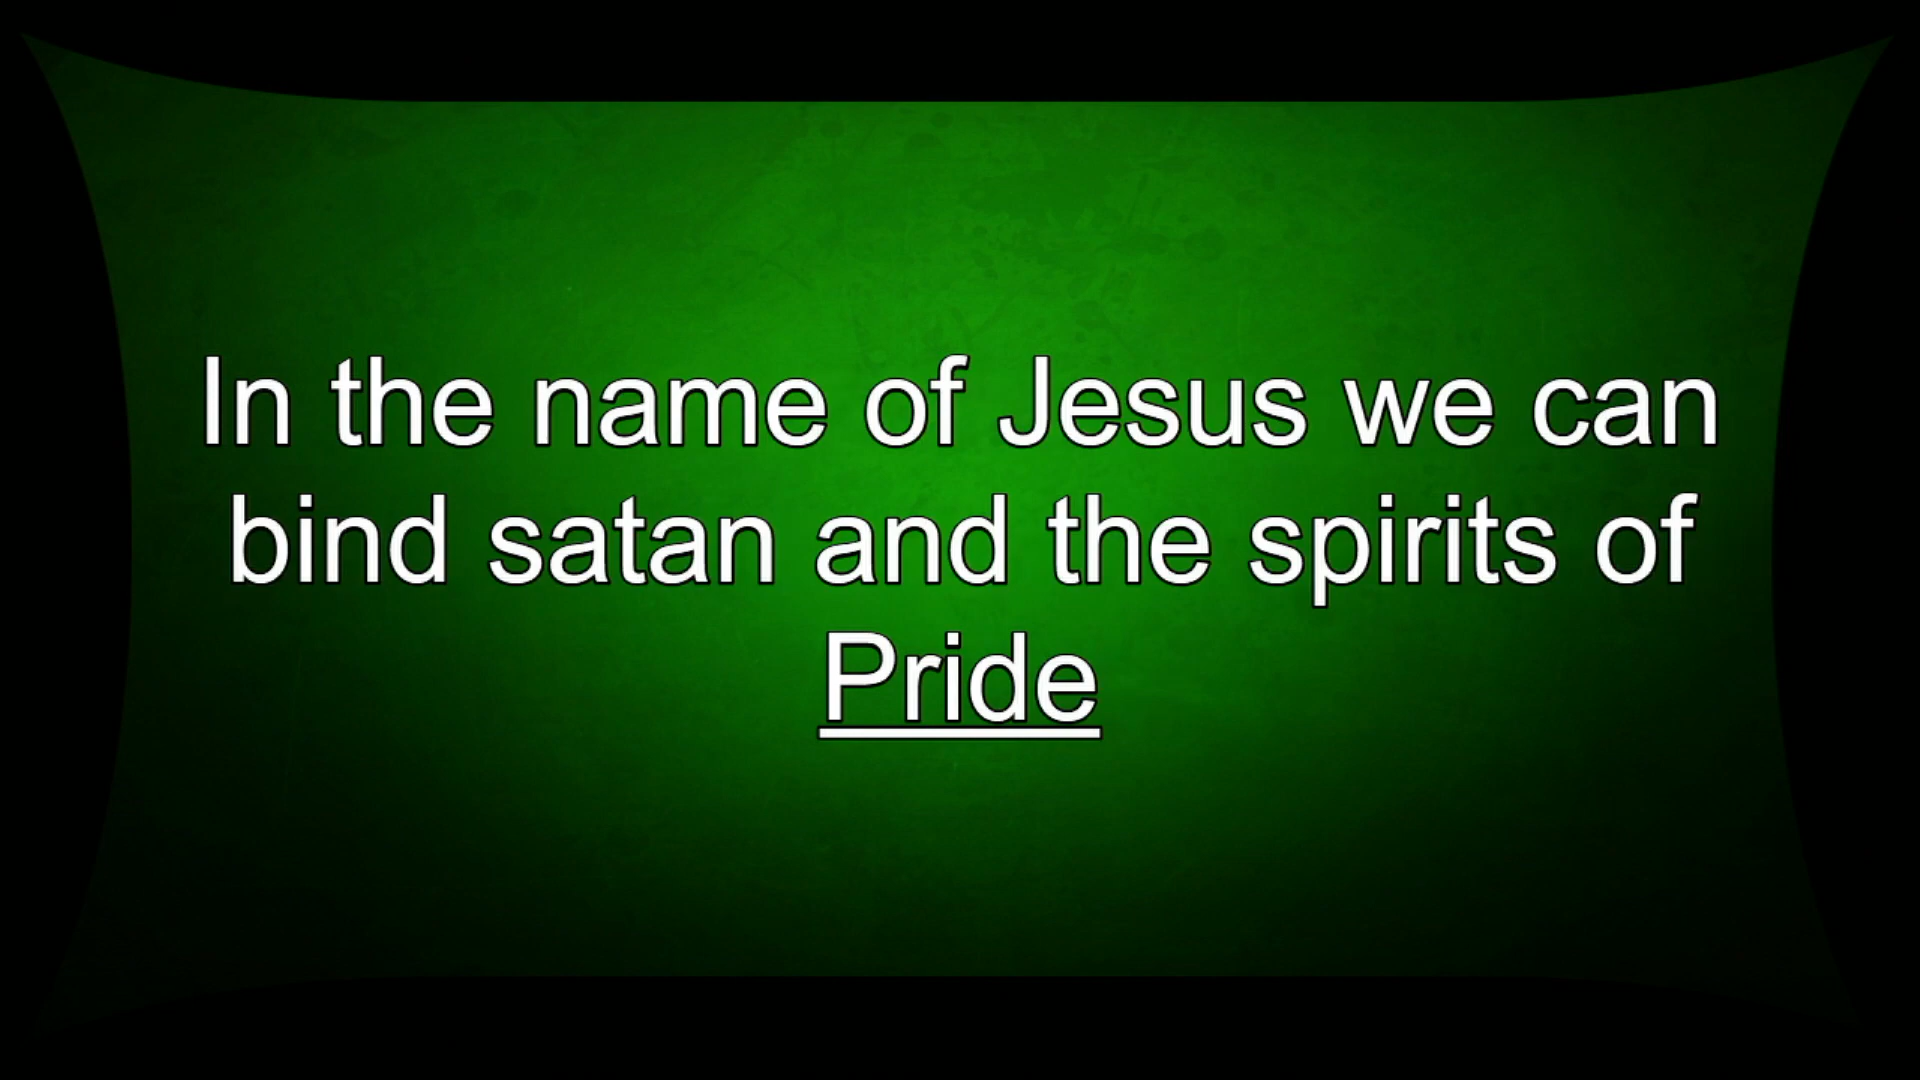 In the name of Jesus we can
bind satan and the spirits of
Pride